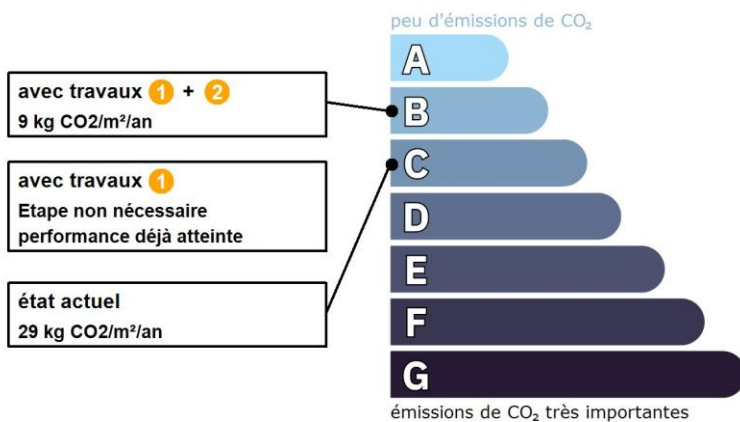 peu d'émissions de CO₂
A
avec travaux 1 + 2
9 kg CO2/m²/an
B
C
avec travaux 1
Etape non nécessaire
performance déjà atteinte
D
E
état actuel
29 kg CO2/m²/an
F
G
émissions de CO₂ très importantes